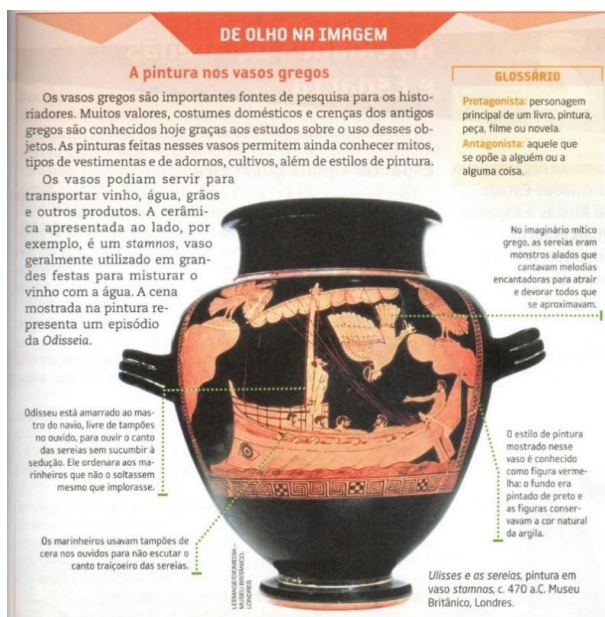 DE OLHO NA IMAGEM
A pintura nos vasos gregos
Os vasos gregos são importantes fontes de pesquisa para os histo-
riadores. Muitos valores, costumes domésticos e crenças dos antigos
gregos são conhecidos hoje graças aos estudos sobre o uso desses ob-
jetos. As pinturas feitas nesses vasos permitem ainda conhecer mitos,
tipos de vestimentas e de adornos, cultivos, além de estilos de pintura.
Os vasos podiam servir para
transportar vinho, água, grãos
e outros produtos. A cerâmi-
ca apresentada ao lado, por
exemplo, é um stamnos, vaso
geralmente utilizado em gran-
des festas para misturar o
vinho com a água. A cena
mostrada na pintura re-
presenta um episódio
da Odisseia.
GLOSSÁRIO
Protagonista: personagem
principal de um livro, pintura,
peça, filme ou novela.
Antagonista: aquele que
se opõe a alguém ou a
alguma coisa.
No imaginário mítico
grego, as sereias eram
monstros alados que
cantavam melodias
encantadoras para atrair
e devorar todos que
se aproximavam.
Odisseu está amarrado ao mas-
tro do navio, livre de tampões
no ouvido, para ouvir o canto
das sereias sem sucumbir à
sedução. Ele ordenara aos ma-
rinheiros que não o soltassem
mesmo que implorasse.
Os marinheiros usavam tampões de
cera nos ouvidos para não escutar o
canto traiçoeiro das sereias.
O estilo de pintura
mostrado nesse
vaso é conhecido
como figura verme-
lha: o fundo era
pintado de preto e
as figuras conser-
vavam a cor natural
da argila.
LEEMAGE/DIOMEDIA –
MUSEU BRITÂNICO,
LONDRES
Ulisses e as sereias, pintura em
vaso stamnos, c. 470 a.C. Museu
Britânico, Londres.